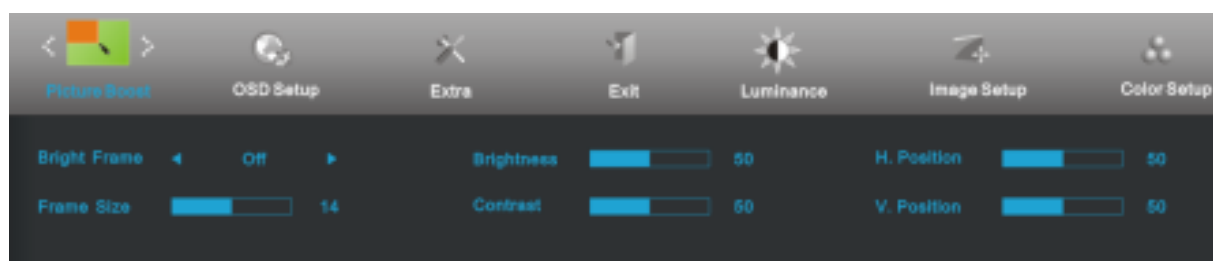 Picture Boost OSD Setup Extra Exit Luminance Image Setup Color Setup
Bright Frame Off Brightness 50 H. Position 50
Frame Size 14 Contrast 50 V. Position 50